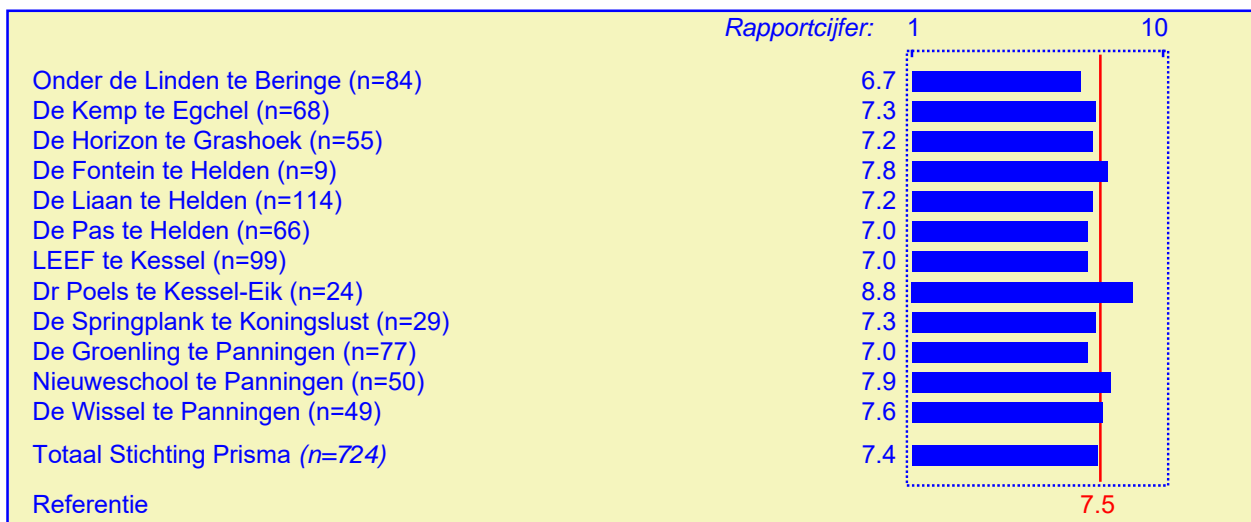 Rapportcijfer: 1 10
Onder de Linden te Beringe (n=84) 6.7
De Kemp te Egchel (n=68) 7.3
De Horizon te Grashoek (n=55) 7.2
De Fontein te Helden (n=9) 7.8
De Liaan te Helden (n=114) 7.2
De Pas te Helden (n=66) 7.0
LEEF te Kessel (n=99) 7.0
Dr Poels te Kessel-Eik (n=24) 8.8
De Springplank te Koningslust (n=29) 7.3
De Groenling te Panningen (n=77) 7.0
Nieuweschool te Panningen (n=50) 7.9
De Wissel te Panningen (n=49) 7.6
Totaal Stichting Prisma (n=724) 7.4
Referentie 7.5